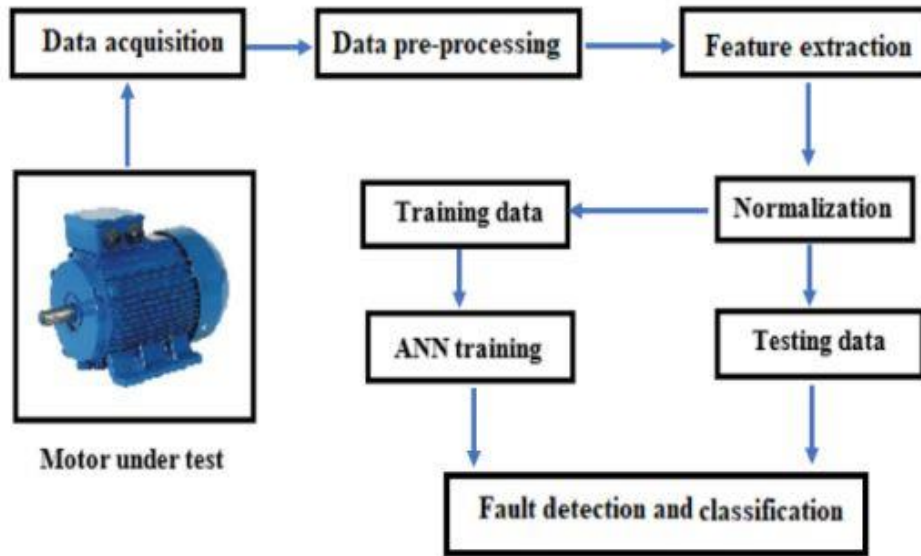 Data acquisition
Data pre-processing
Feature extraction
Training data
Normalization
ANN training
Testing data
Motor under test
Fault detection and classification